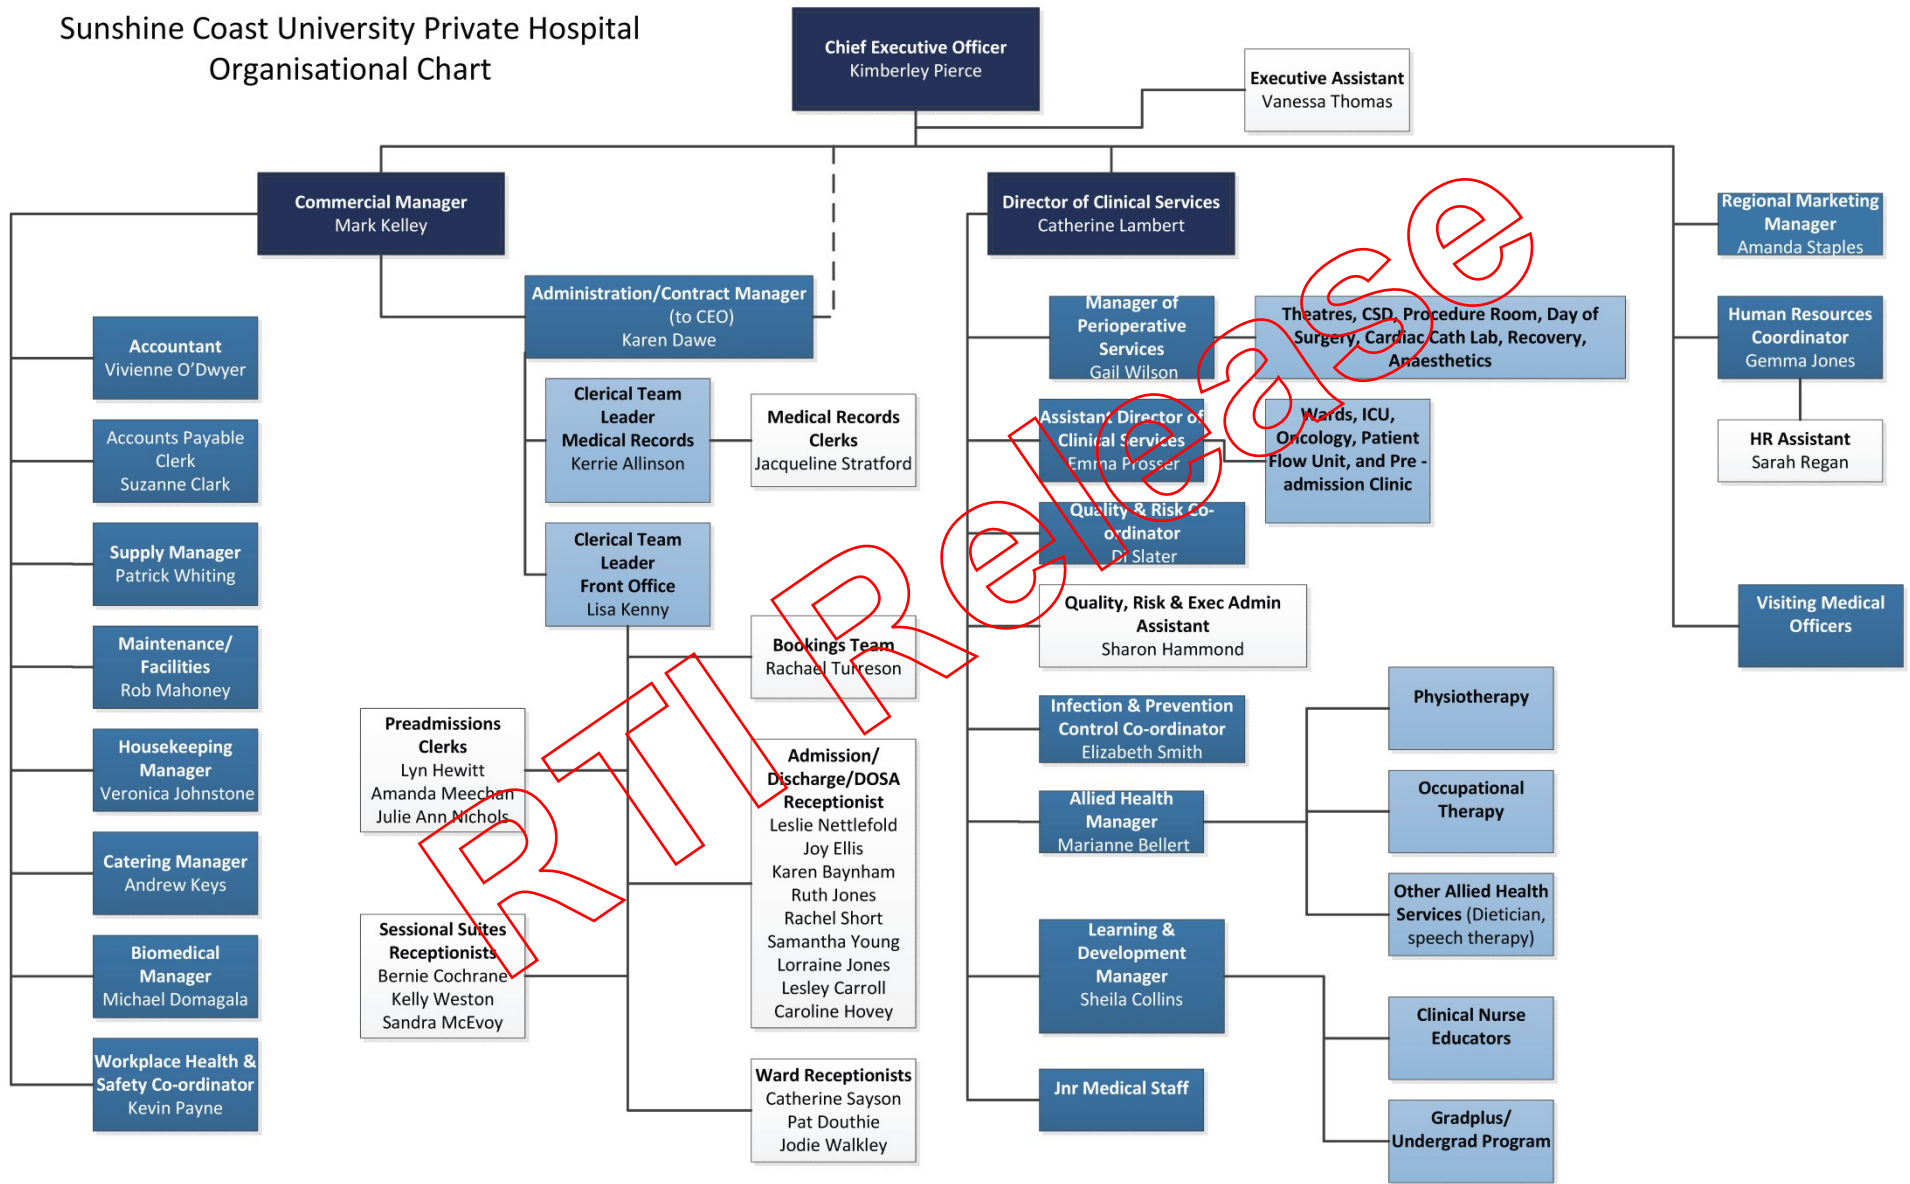 Sunshine Coast University Private Hospital
Organisational Chart
Chief Executive Officer
Kimberley Pierce
Executive Assistant
Vanessa Thomas
Commercial Manager
Mark Kelley
Director of Clinical Services
Catherine Lambert
Regional Marketing
Manager
Amanda Staples
Administration/Contract Manager
(to CEO)
Karen Dawe
Accountant
Vivienne O’Dwyer
Accounts Payable
Clerk
Suzanne Clark
Supply Manager
Patrick Whiting
Maintenance/
Facilities
Rob Mahoney
Housekeeping
Manager
Veronica Johnstone
Catering Manager
Andrew Keys
Biomedical
Manager
Michael Domagala
Workplace Health &
Safety Co-ordinator
Kevin Payne
Clerical Team
Leader
Medical Records
Kerrie Allinson
Medical Records
Clerks
Jacqueline Stratford
Clerical Team
Leader
Front Office
Lisa Kenny
Bookings Team
Rachael Turreson
Preadmissions
Clerks
Lyn Hewitt
Amanda Meechan
Julie Ann Nichols
Admission/
Discharge/DOSA
Receptionist
Leslie Nettlefold
Joy Ellis
Karen Baynham
Ruth Jones
Rachel Short
Samantha Young
Lorraine Jones
Lesley Carroll
Caroline Hovey
Sessional Suites
Receptionists
Bernie Cochrane
Kelly Weston
Sandra McEvoy
Ward Receptionists
Catherine Sayson
Pat Douthie
Jodie Walkley
Manager of
Perioperative
Services
Gail Wilson
Theatres, CSD, Procedure Room, Day of
Surgery, Cardiac Cath Lab, Recovery,
Anaesthetics
Assistant Director of
Clinical Services
Emma Prosser
Wards, ICU,
Oncology, Patient
Flow Unit, and Pre -
admission Clinic
Quality & Risk Co-
ordinator
Di Slater
Quality, Risk & Exec Admin
Assistant
Sharon Hammond
Infection & Prevention
Control Co-ordinator
Elizabeth Smith
Allied Health
Manager
Marianne Bellert
Physiotherapy
Occupational
Therapy
Other Allied Health
Services (Dietician,
speech therapy)
Learning &
Development
Manager
Sheila Collins
Clinical Nurse
Educators
Gradplus/
Undergrad Program
Jnr Medical Staff
Human Resources
Coordinator
Gemma Jones
HR Assistant
Sarah Regan
Visiting Medical
Officers
RTI Release